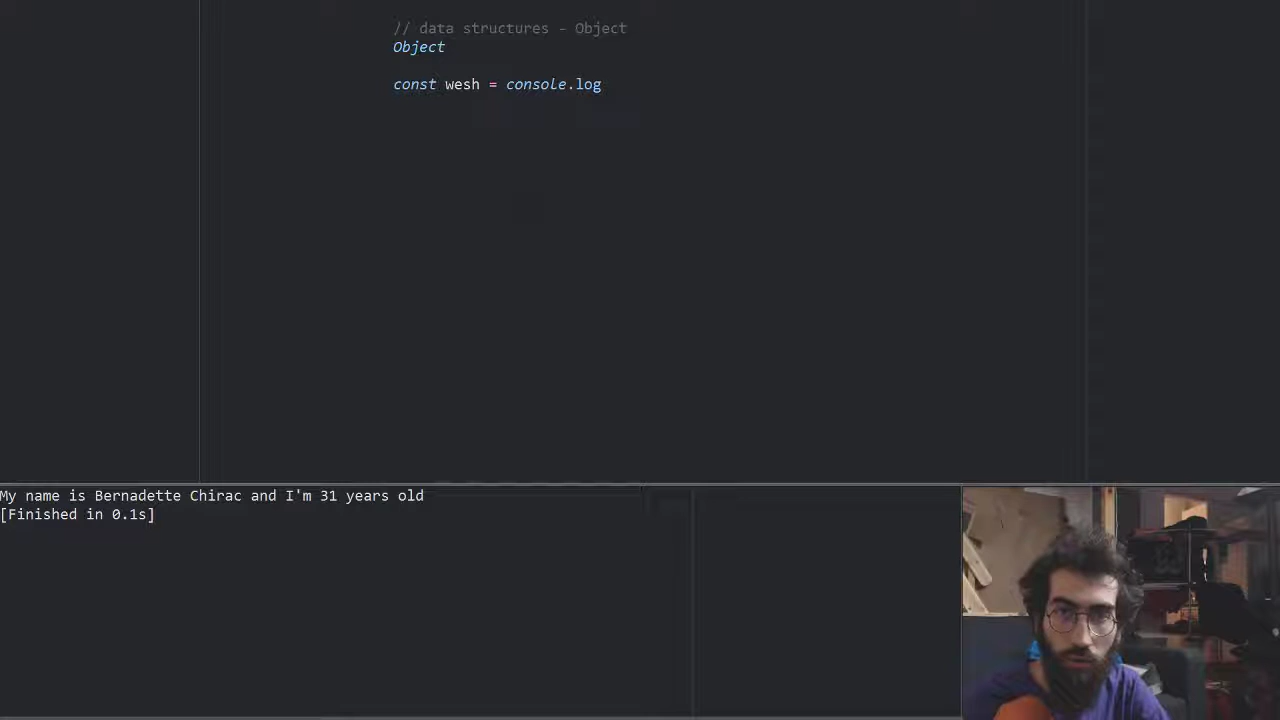 // data structures - Object
Object
const wesh = console.log
My name is Bernadette Chirac and I'm 31 years old
[Finished in 0.1s]